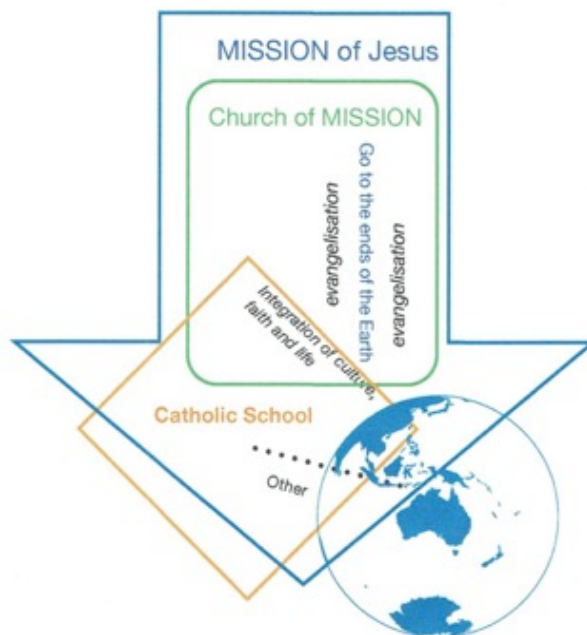 MISSION of Jesus
Church of MISSION
Go to the ends of the Earth
evangelisation
evangelisation
Integration of culture,
faith and life
Catholic School
Other
K